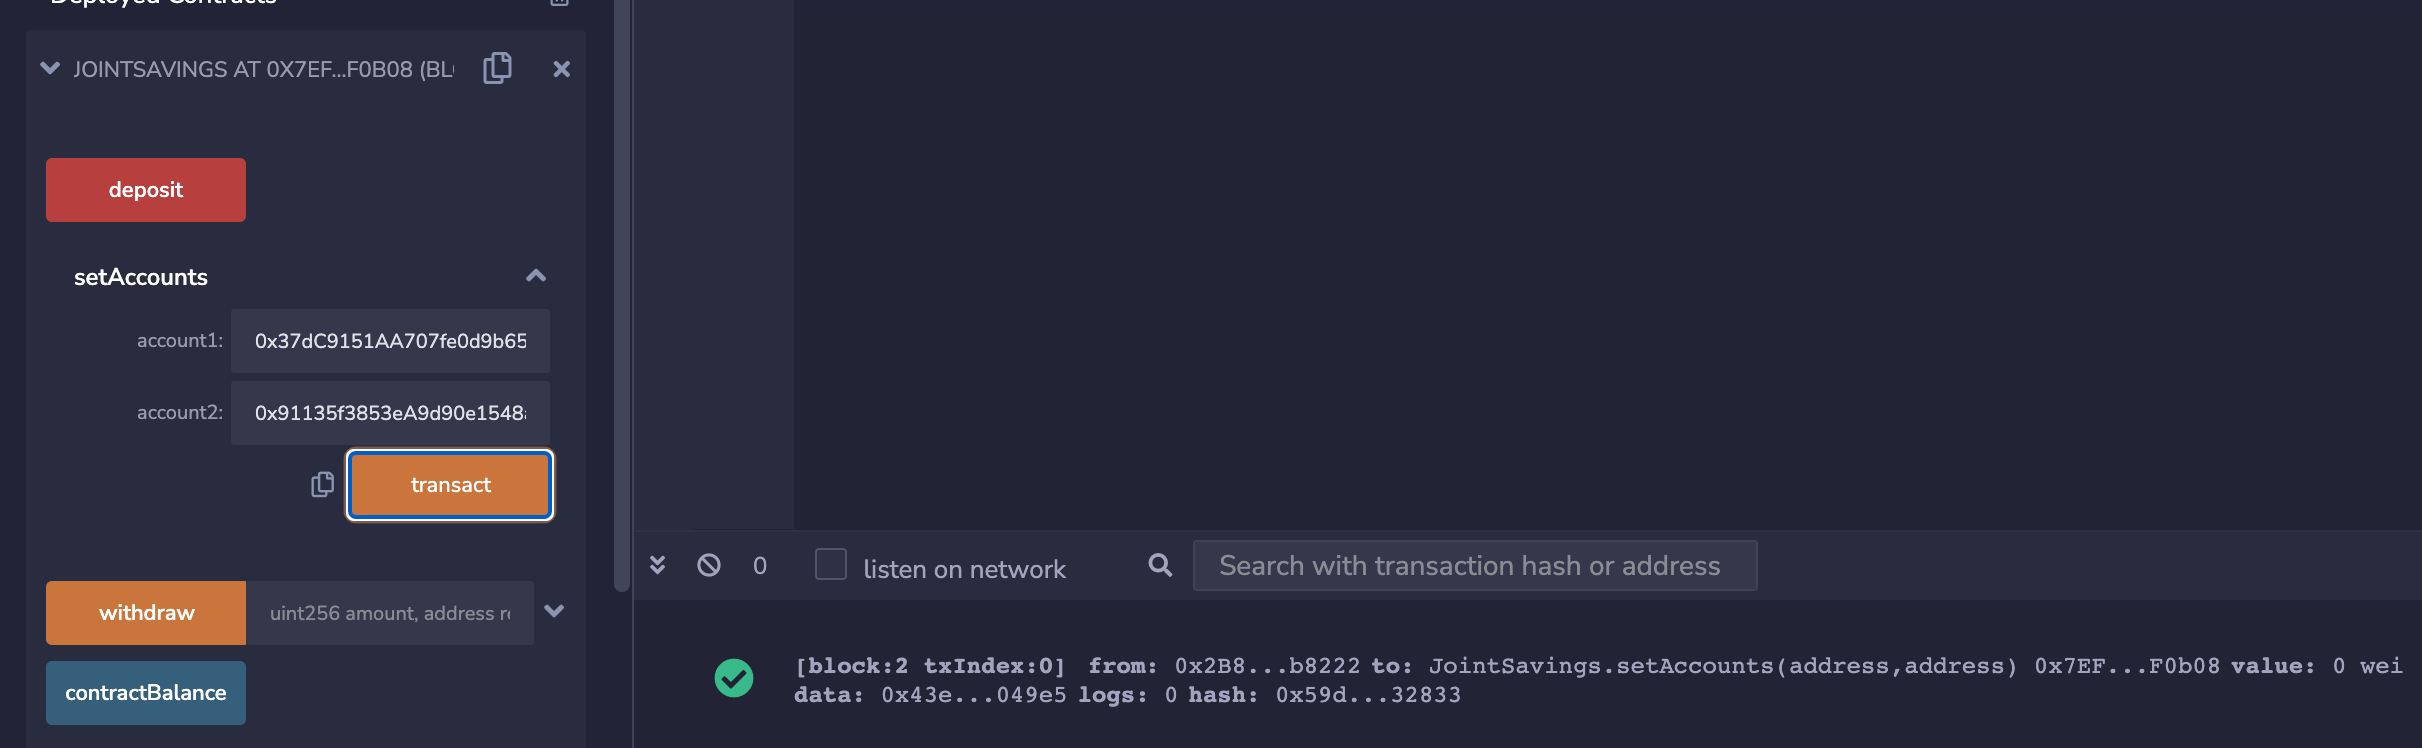 Deployed Contracts
JOINTSAVINGS AT 0X7EF...F0B08 (BL
deposit
setAccounts
account1: 0x37dC9151AA707fe0d9b65
account2: 0x91135f3853eA9d90e1548
transact
withdraw uint256 amount, address r
contractBalance
0 listen on network Search with transaction hash or address
[block:2 txIndex:0] from: 0x2B8...b8222 to: JointSavings.setAccounts(address,address) 0x7EF...F0b08 value: 0 wei
data: 0x43e...049e5 logs: 0 hash: 0x59d...32833